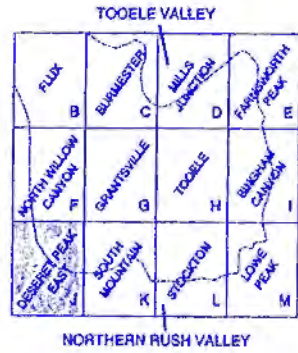 TOOELE VALLEY
FLUX
B
BURMESTER
C
MILLS
JUNCTION
D
FARNSWORTH
PEAK
E
NORTH WILLOW
CANYON
F
GRANTSVILLE
G
TOOELE
H
BINGHAM
CANYON
I
DESERET PEAK
EAST
J
SOUTH
MOUNTAIN
K
STOCKTON
L
LOWE
PEAK
M
NORTHERN RUSH VALLEY